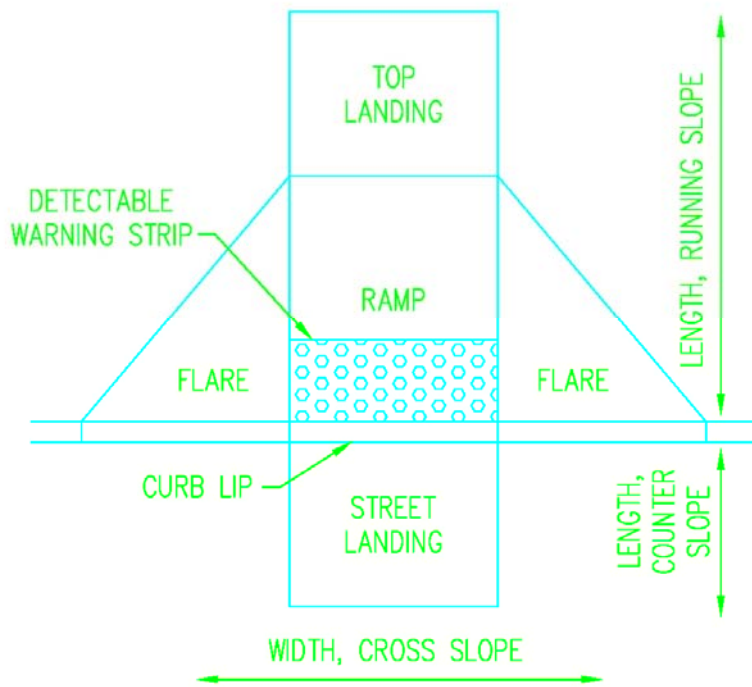 TOP
LANDING
DETECTABLE
WARNING STRIP
RAMP
FLARE
FLARE
CURB LIP
STREET
LANDING
LENGTH, RUNNING SLOPE
LENGTH,
COUNTER
SLOPE
WIDTH, CROSS SLOPE